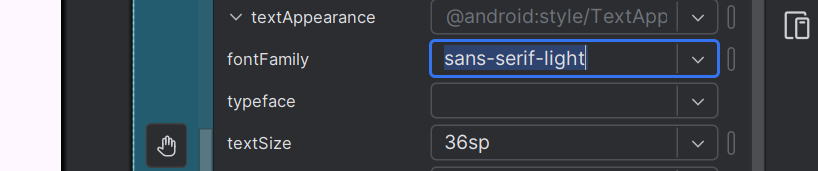 textAppearance @android:style/TextApp
fontFamily sans-serif-light
typeface
textSize 36sp